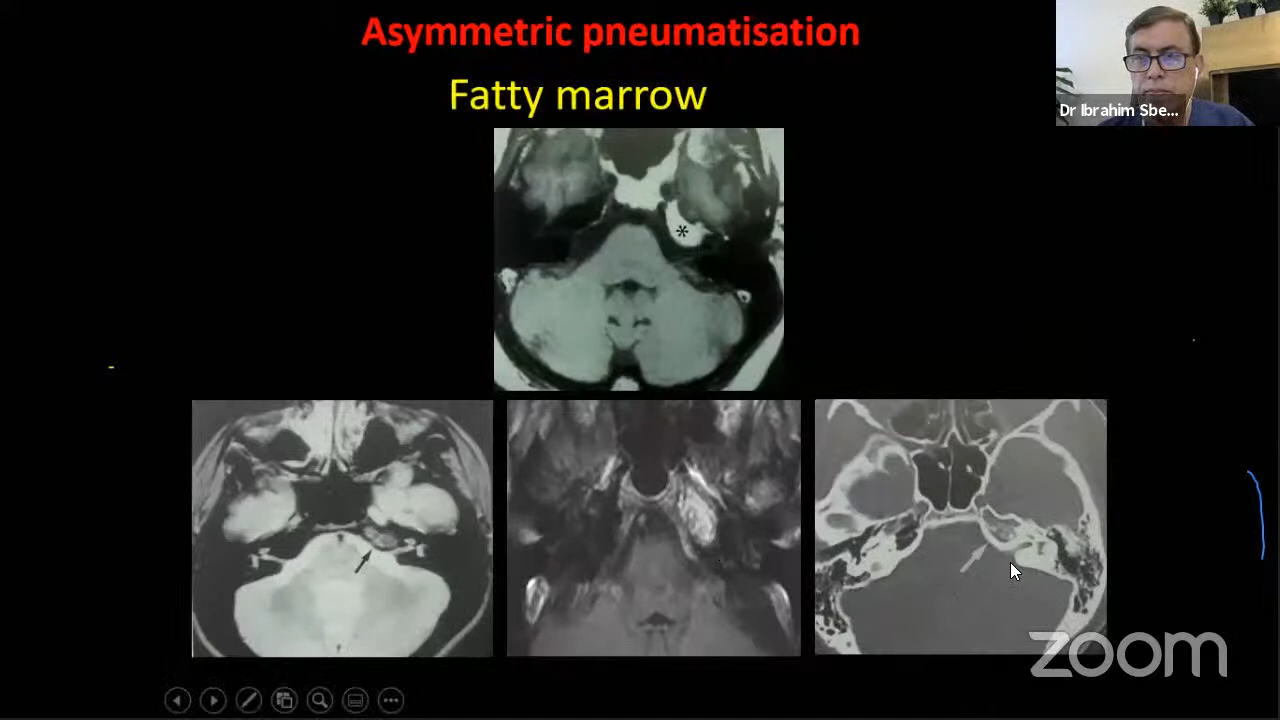 Asymmetric pneumatisation
Fatty marrow
Dr Ibrahim Sbe...
*
zoom